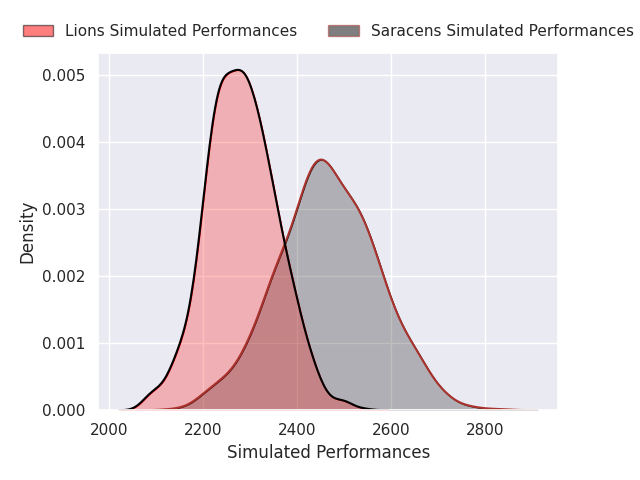 Lions Simulated Performances
Saracens Simulated Performances
0.005
0.004
0.003
0.002
0.001
0.000
Density
2000
2200
2400
2600
2800
Simulated Performances